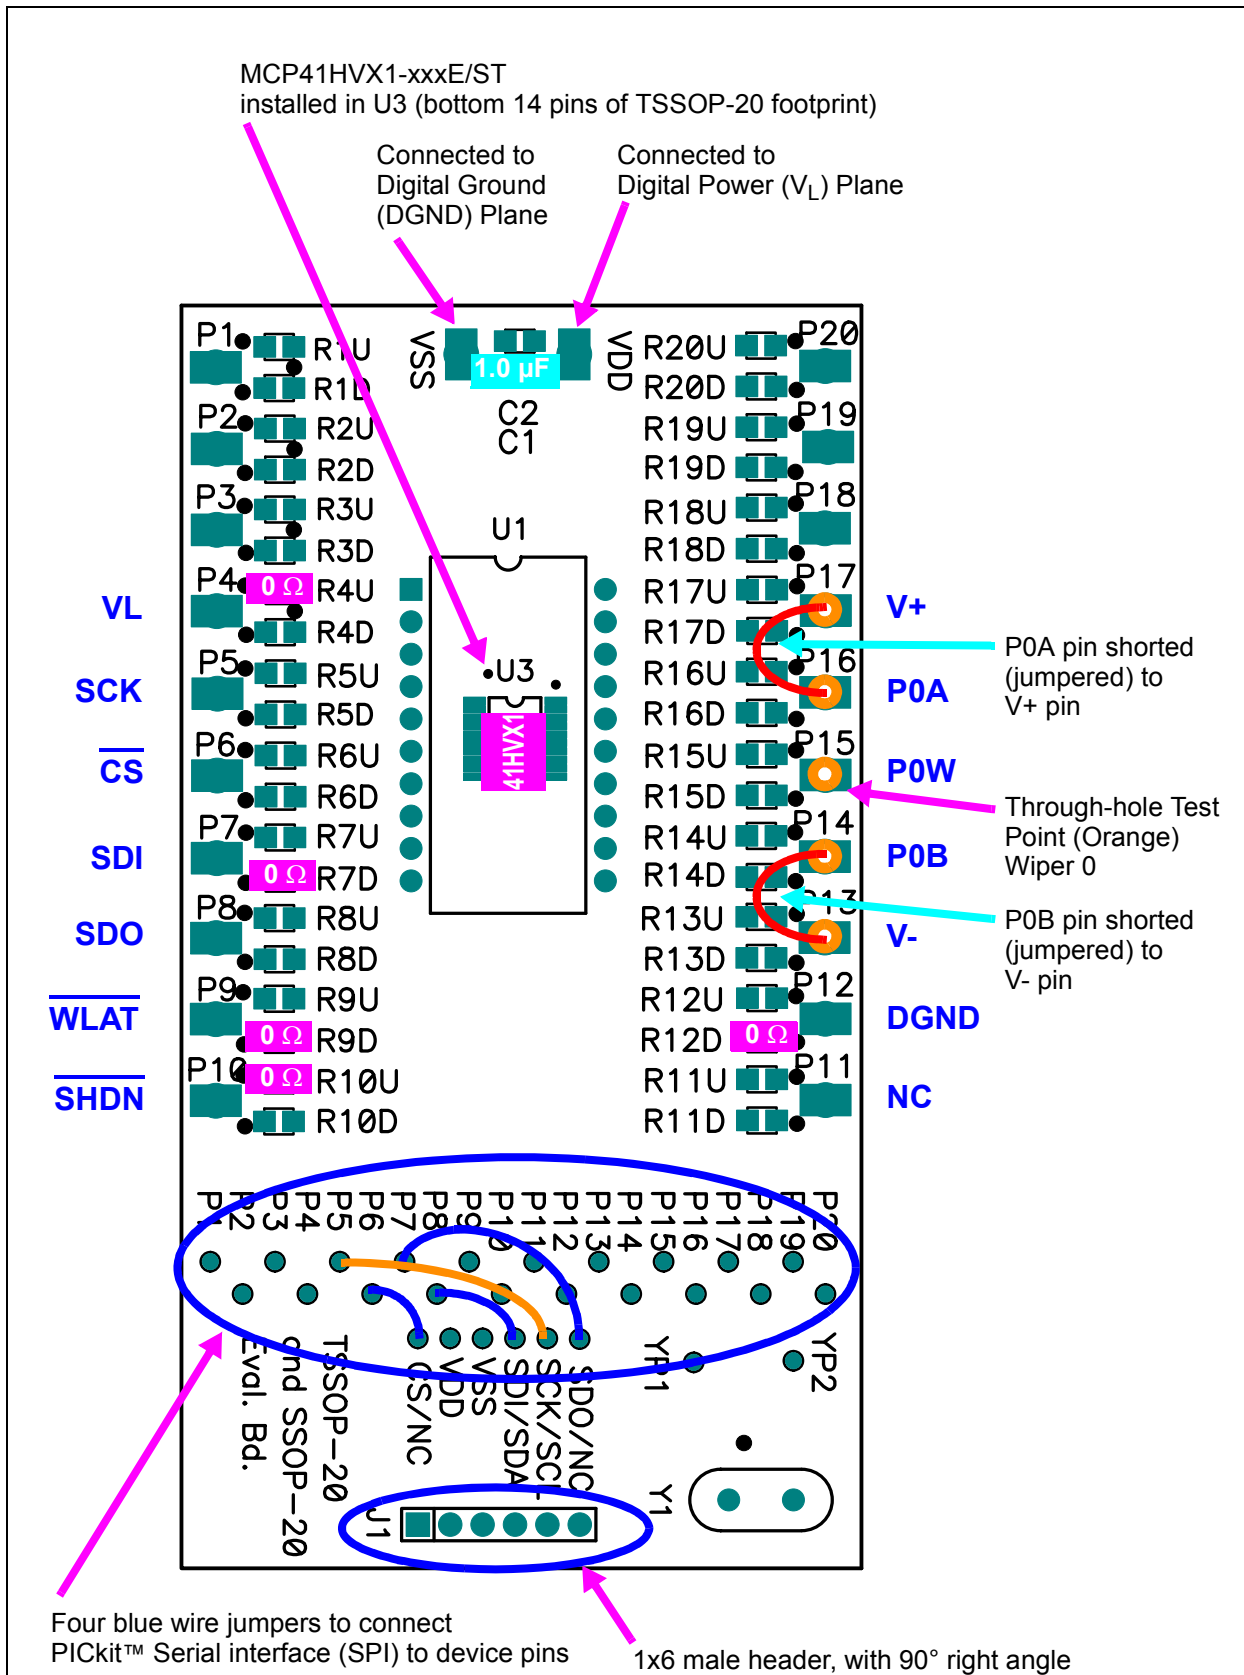 MCP41HVX1-xxxE/ST
installed in U3 (bottom 14 pins of TSSOP-20 footprint)
Connected to
Digital Ground
(DGND) Plane
Connected to
Digital Power (VL) Plane
VSS
1.0 µF
VDD
C2
C1
P1
R1U
R1D
P2
R2U
R2D
P3
R3U
R3D
P4
0 Ω
R4U
R4D
P5
R5U
R5D
P6
R6U
R6D
P7
R7U
0 Ω
R7D
P8
R8U
R8D
P9
R9U
0 Ω
R9D
P10
0 Ω
R10U
R10D
VL
SCK
CS
SDI
SDO
WLAT
SHDN
U1
U3
41HVX1
R20U
P20
R20D
R19U
P19
R19D
R18U
P18
R18D
R17U
P17
R17D
R16U
P16
R16D
R15U
P15
R15D
R14U
P14
R14D
R13U
P13
R13D
R12U
P12
R12D
0 Ω
R11U
P11
R11D
V+
P0A
P0W
P0B
V-
DGND
NC
P0A pin shorted
(jumpered) to
V+ pin
Through-hole Test
Point (Orange)
Wiper 0
P0B pin shorted
(jumpered) to
V- pin
P1
P2
P3
P4
P5
P6
P7
P8
P9
P10
P11
P12
P13
P14
P15
P16
P17
P18
P19
P20
TSSOP-20
and SSOP-20
Eval. Bd.
CS/NC
VDD
VSS
SDI/SDA
SCK/SCL
SDO/NC
YP1
YP2
J1
Y1
Four blue wire jumpers to connect
PICkit™ Serial interface (SPI) to device pins
1x6 male header, with 90° right angle